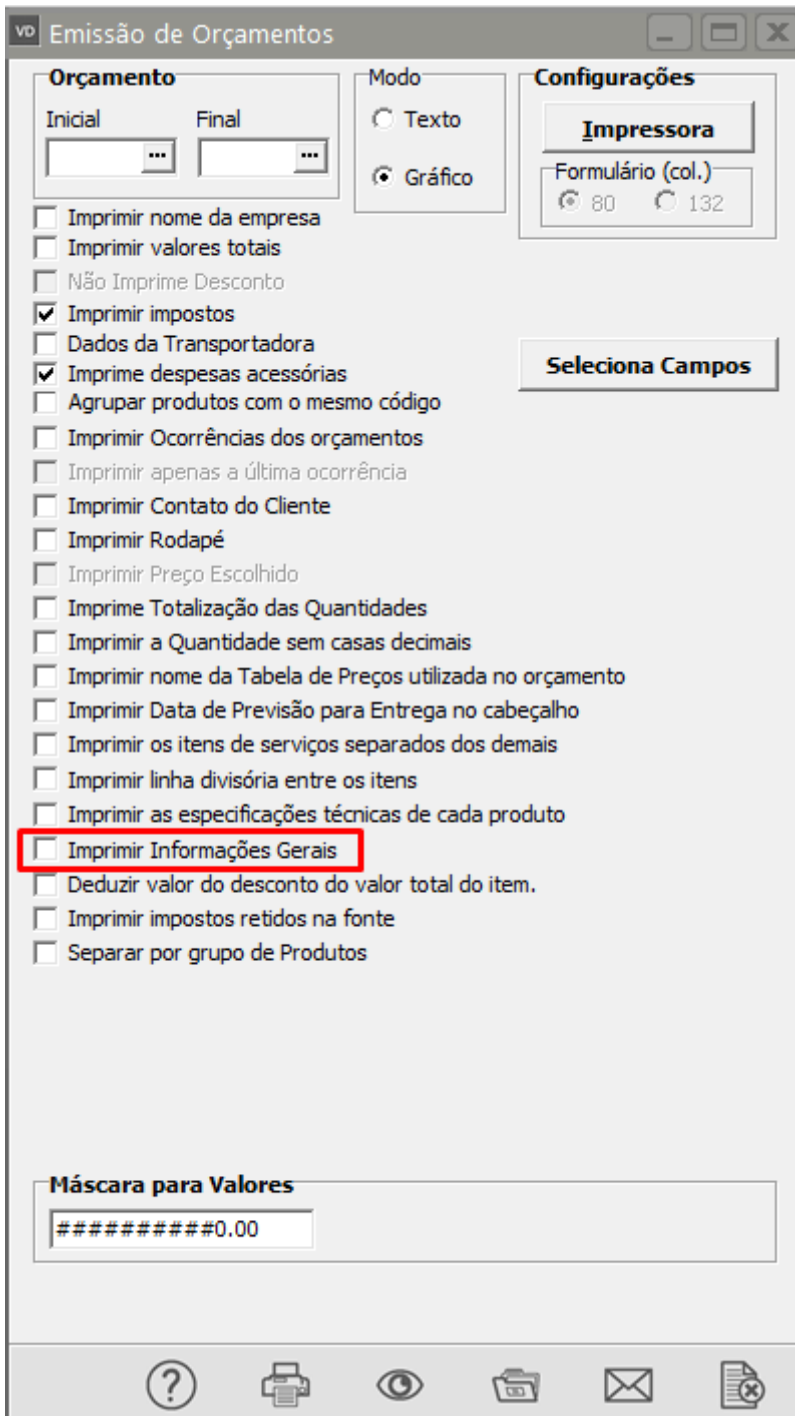 VD Emissão de Orçamentos
Orçamento
Inicial Final
... ...
Modo
Texto
Gráfico
Configurações
Impressora
Formulário (col.)
80 132
Imprimir nome da empresa
Imprimir valores totais
Não Imprime Desconto
Imprimir impostos
Dados da Transportadora
Imprime despesas acessórias
Seleciona Campos
Agrupar produtos com o mesmo código
Imprimir Ocorrências dos orçamentos
Imprimir apenas a última ocorrência
Imprimir Contato do Cliente
Imprimir Rodapé
Imprimir Preço Escolhido
Imprime Totalização das Quantidades
Imprimir a Quantidade sem casas decimais
Imprimir nome da Tabela de Preços utilizada no orçamento
Imprimir Data de Previsão para Entrega no cabeçalho
Imprimir os itens de serviços separados dos demais
Imprimir linha divisória entre os itens
Imprimir as especificações técnicas de cada produto
Imprimir Informações Gerais
Deduzir valor do desconto do valor total do item.
Imprimir impostos retidos na fonte
Separar por grupo de Produtos
Máscara para Valores
##########0.00